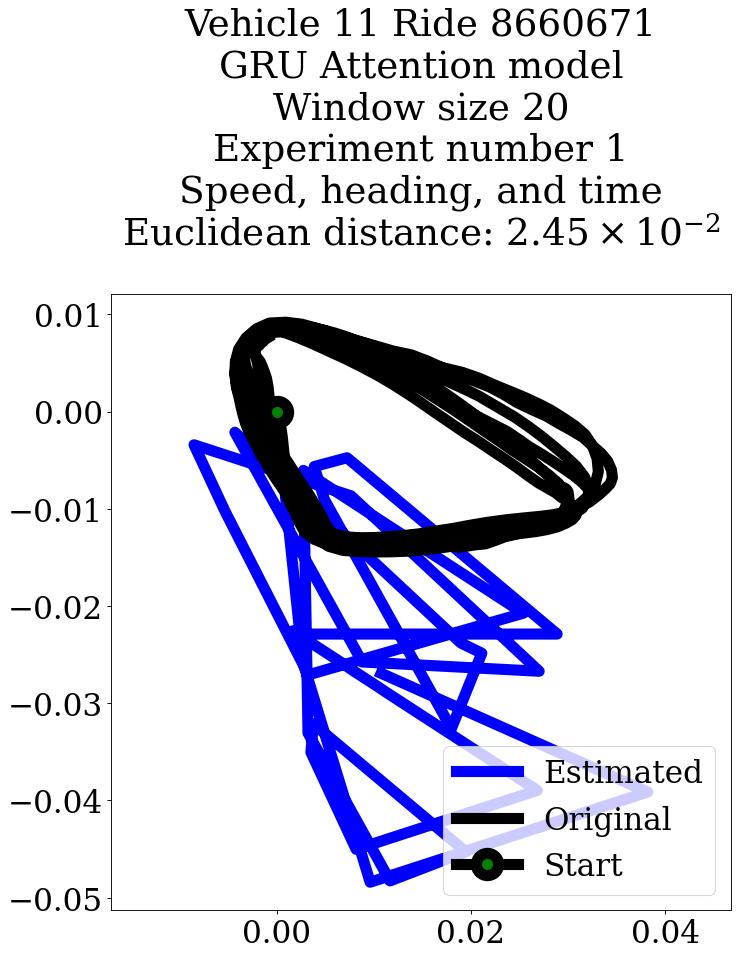 Vehicle 11 Ride 8660671
GRU Attention model
Window size 20
Experiment number 1
Speed, heading, and time
Euclidean distance: 2.45 × 10⁻²
0.01
0.00
−0.01
−0.02
−0.03
−0.04
−0.05
Estimated
Original
Start
0.00 0.02 0.04